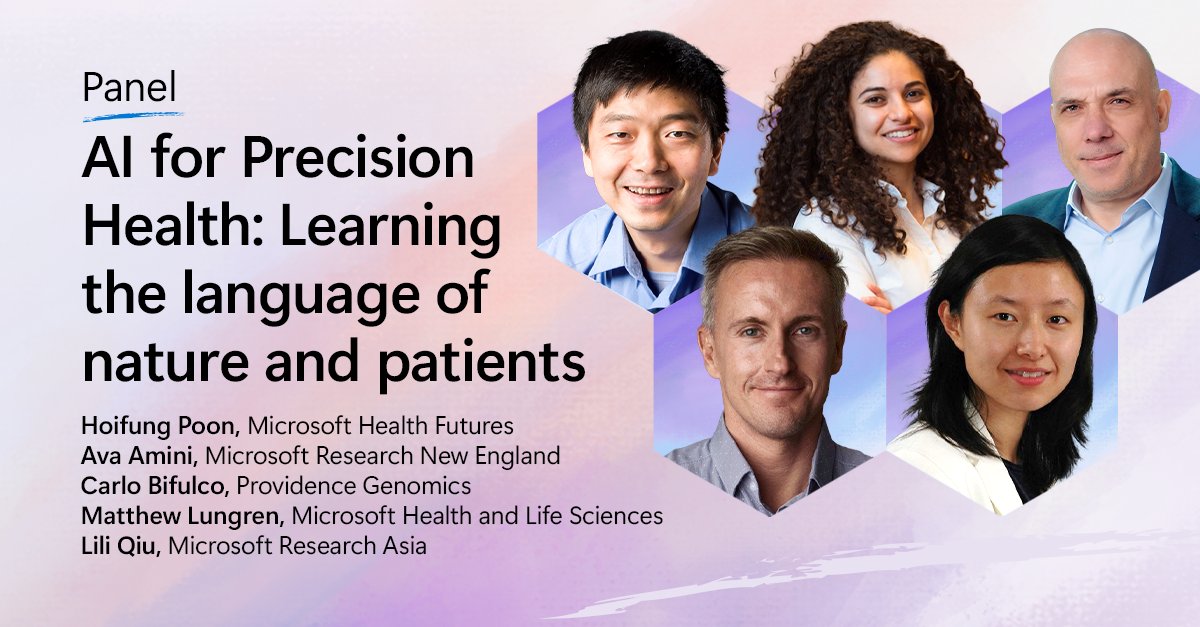 Panel
AI for Precision
Health: Learning
the language of
nature and patients
Hoifung Poon, Microsoft Health Futures
Ava Amini, Microsoft Research New England
Carlo Bifulco, Providence Genomics
Matthew Lungren, Microsoft Health and Life Sciences
Lili Qiu, Microsoft Research Asia